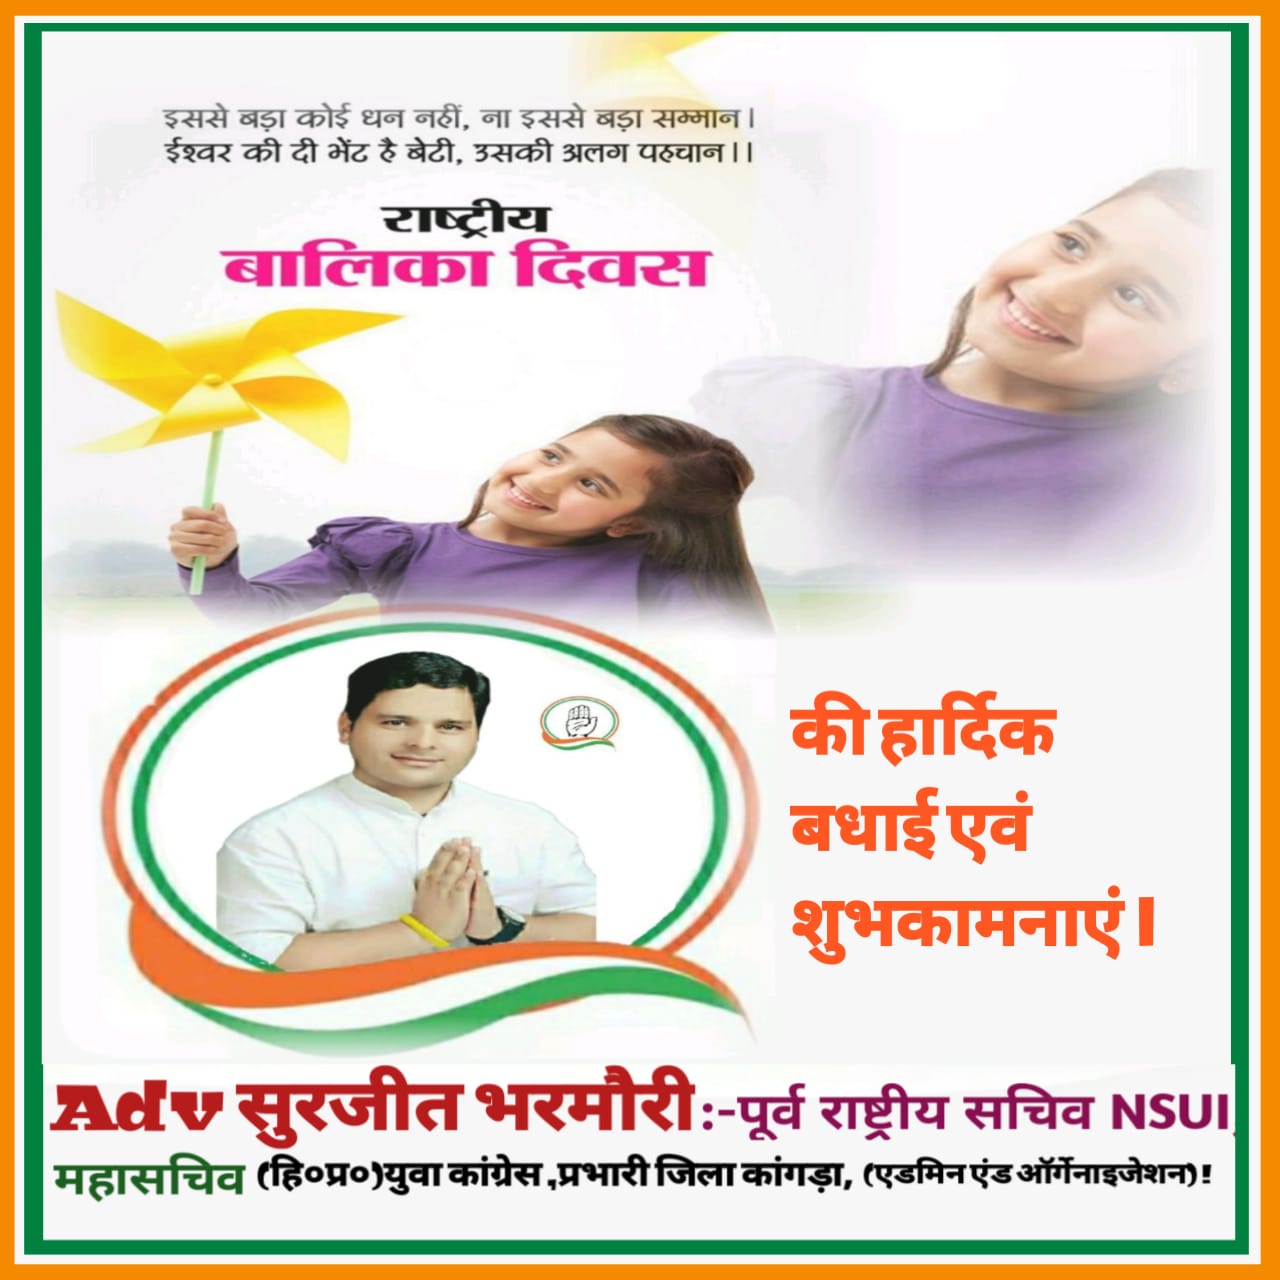 इससे बड़ा कोई धन नहीं, ना इससे बड़ा सम्मान।
ईश्वर की दी भेंट है बेटी, उसकी अलग पहचान।।
राष्ट्रीय
बालिका दिवस
की हार्दिक
बधाई एवं
शुभकामनाएं।
Adv सुरजीत भरमौरी:-पूर्व राष्ट्रीय सचिव NSUI,
महासचिव (हि०प्र०)युवा कांग्रेस ,प्रभारी जिला कांगड़ा, (एडमिन एंड ऑर्गेनाइजेशन)!